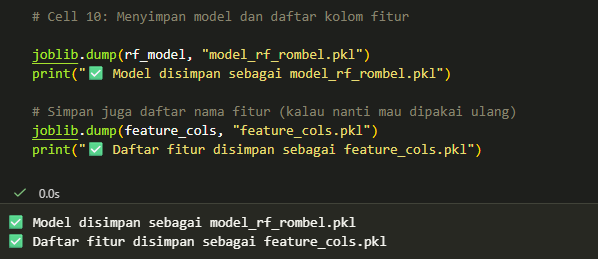 # Cell 10: Menyimpan model dan daftar kolom fitur
joblib.dump(rf_model, "model_rf_rombel.pkl")
print("✅ Model disimpan sebagai model_rf_rombel.pkl")
# Simpan juga daftar nama fitur (kalau nanti mau dipakai ulang)
joblib.dump(feature_cols, "feature_cols.pkl")
print("✅ Daftar fitur disimpan sebagai feature_cols.pkl")
✓ 0.0s
✅ Model disimpan sebagai model_rf_rombel.pkl
✅ Daftar fitur disimpan sebagai feature_cols.pkl